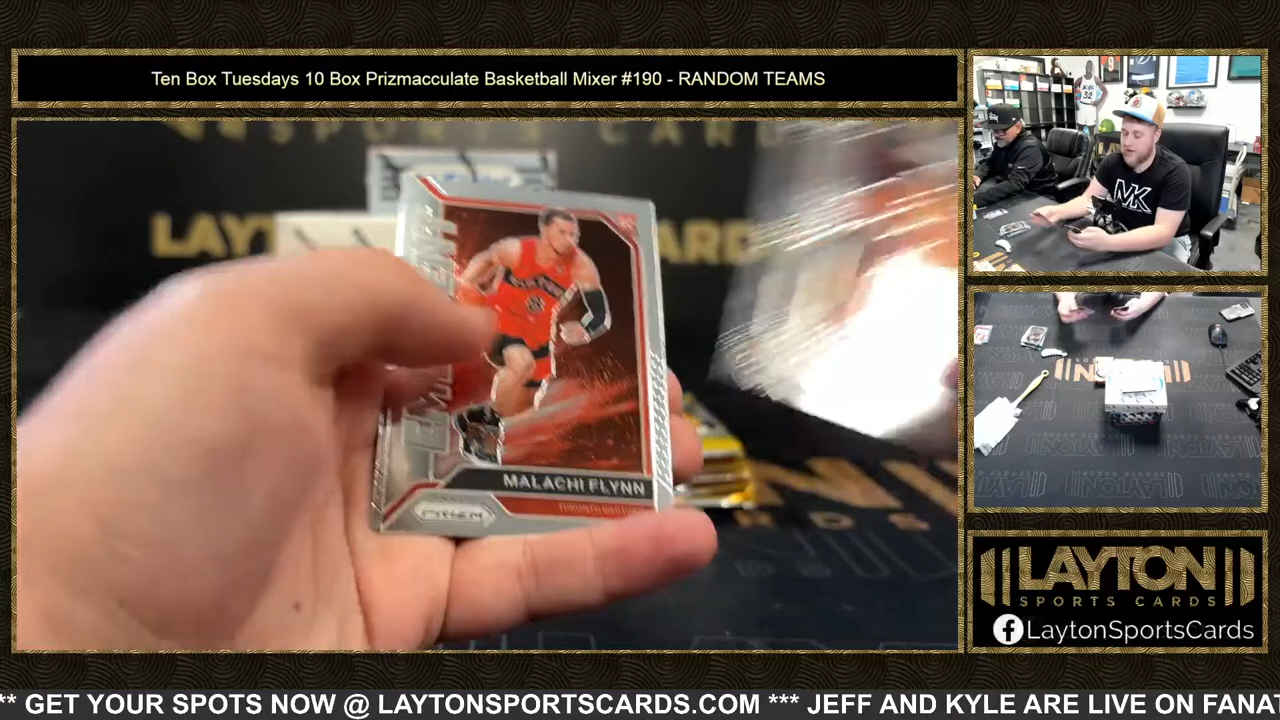 Ten Box Tuesdays 10 Box Prizmacculate Basketball Mixer #190 - RANDOM TEAMS
MALACHI FLYNN
PRIZM
LAYTON
SPORTS CARDS
LaytonSportsCards
** GET YOUR SPOTS NOW @ LAYTONSPORTSCARDS.COM *** JEFF AND KYLE ARE LIVE ON FANA